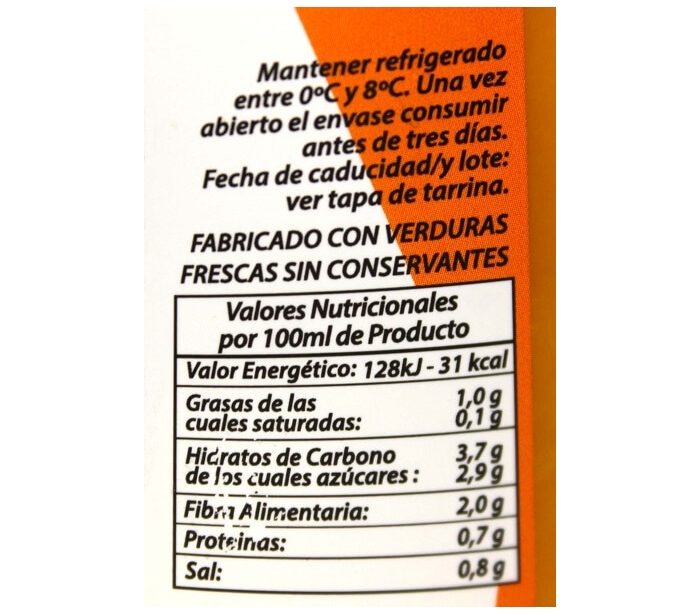 Mantener refrigerado
entre 0ºC y 8ºC. Una vez
abierto el envase consumir
antes de tres días.
Fecha de caducidad/y lote:
ver tapa de tarrina.
FABRICADO CON VERDURAS
FRESCAS SIN CONSERVANTES
Valores Nutricionales
por 100ml de Producto
Valor Energético: 128kJ - 31 kcal
Grasas de las 1,0 g
cuales saturadas: 0,1 g
Hidratos de Carbono 3,7 g
de los cuales azúcares : 2,9 g
Fibra Alimentaria: 2,0 g
Proteinas: 0,7 g
Sal: 0,8 g